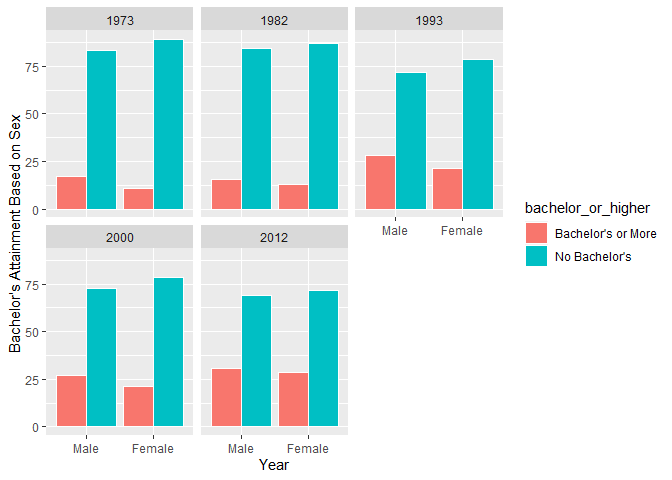 1973 1982 1993
75
50
25
0
Male Female
2000 2012
75
50
25
0
Male Female Male Female
Year
Bachelor's Attainment Based on Sex
bachelor_or_higher
Bachelor's or More
No Bachelor's